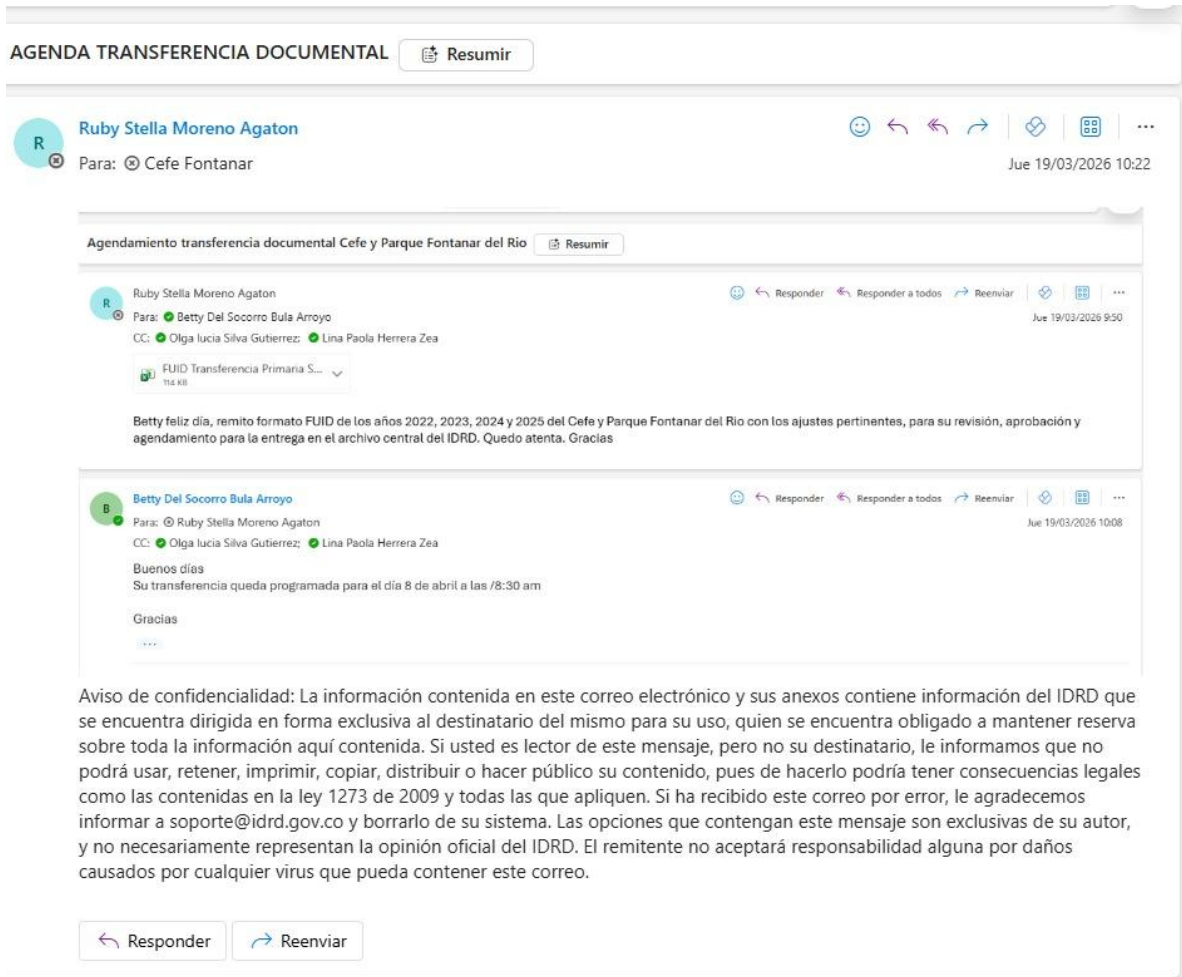 AGENDA TRANSFERENCIA DOCUMENTAL Resumir
R
Ruby Stella Moreno Agaton
Para: Cefe Fontanar
Jue 19/03/2026 10:22
Agendamiento transferencia documental Cefe y Parque Fontanar del Rio Resumir
R
Ruby Stella Moreno Agaton
Responder Responder a todos Reenviar
Para: Betty Del Socorro Bula Arroyo
Jue 19/03/2026 9:50
CC: Olga lucia Silva Gutierrez; Lina Paola Herrera Zea
FUID Transferencia Primaria S...
114 KB
Betty feliz día, remito formato FUID de los años 2022, 2023, 2024 y 2025 del Cefe y Parque Fontanar del Rio con los ajustes pertinentes, para su revisión, aprobación y
agendamiento para la entrega en el archivo central del IDRD. Quedo atenta. Gracias
B
Betty Del Socorro Bula Arroyo
Responder Responder a todos Reenviar
Para: Ruby Stella Moreno Agaton
Jue 19/03/2026 10:08
CC: Olga lucia Silva Gutierrez; Lina Paola Herrera Zea
Buenos días
Su transferencia queda programada para el día 8 de abril a las /8:30 am
Gracias
...
Aviso de confidencialidad: La información contenida en este correo electrónico y sus anexos contiene información del IDRD que
se encuentra dirigida en forma exclusiva al destinatario del mismo para su uso, quien se encuentra obligado a mantener reserva
sobre toda la información aquí contenida. Si usted es lector de este mensaje, pero no su destinatario, le informamos que no
podrá usar, retener, imprimir, copiar, distribuir o hacer público su contenido, pues de hacerlo podría tener consecuencias legales
como las contenidas en la ley 1273 de 2009 y todas las que apliquen. Si ha recibido este correo por error, le agradecemos
informar a soporte@idrd.gov.co y borrarlo de su sistema. Las opciones que contengan este mensaje son exclusivas de su autor,
y no necesariamente representan la opinión oficial del IDRD. El remitente no aceptará responsabilidad alguna por daños
causados por cualquier virus que pueda contener este correo.
Responder Reenviar